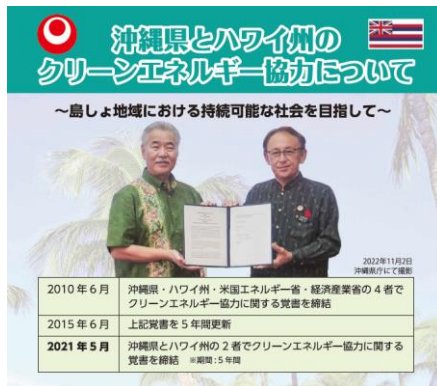 沖縄県とハワイ州の
クリーンエネルギー協力について
～島しょ地域における持続可能な社会を目指して～
2022年11月2日
沖縄県庁にて撮影
2010年6月 沖縄県・ハワイ州・米国エネルギー省・経済産業省の4者で
クリーンエネルギー協力に関する覚書を締結
2015年6月 上記覚書を5年間更新
2021年5月 沖縄県とハワイ州の2者でクリーンエネルギー協力に関する
覚書を締結 ※期間：5年間